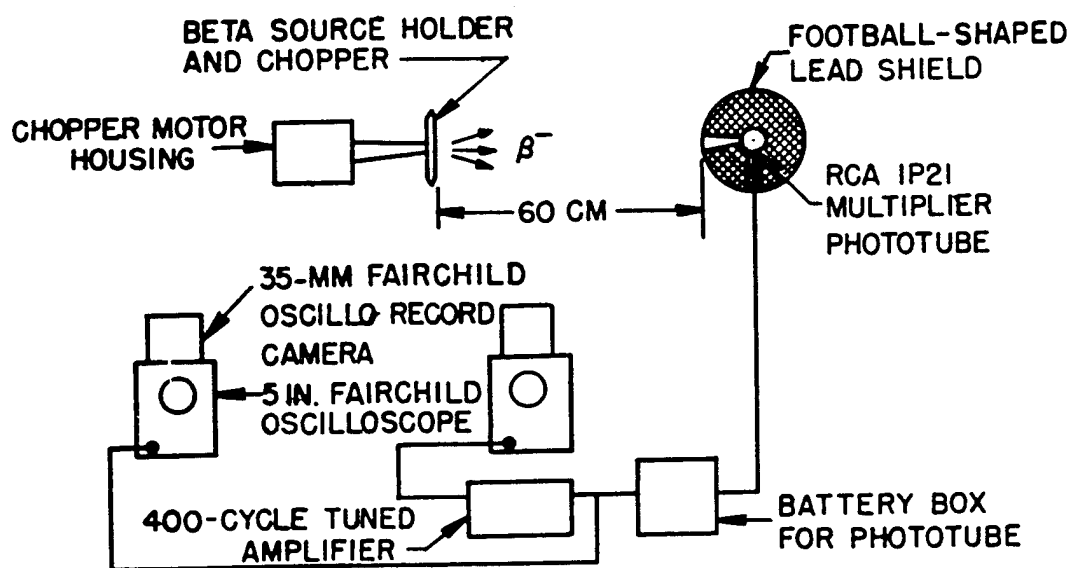 BETA SOURCE HOLDER
AND CHOPPER
FOOTBALL-SHAPED
LEAD SHIELD
CHOPPER MOTOR
HOUSING
β⁻
60 CM
RCA IP21
MULTIPLIER
PHOTOTUBE
35-MM FAIRCHILD
OSCILLO RECORD
CAMERA
5 IN. FAIRCHILD
OSCILLOSCOPE
400-CYCLE TUNED
AMPLIFIER
BATTERY BOX
FOR PHOTOTUBE